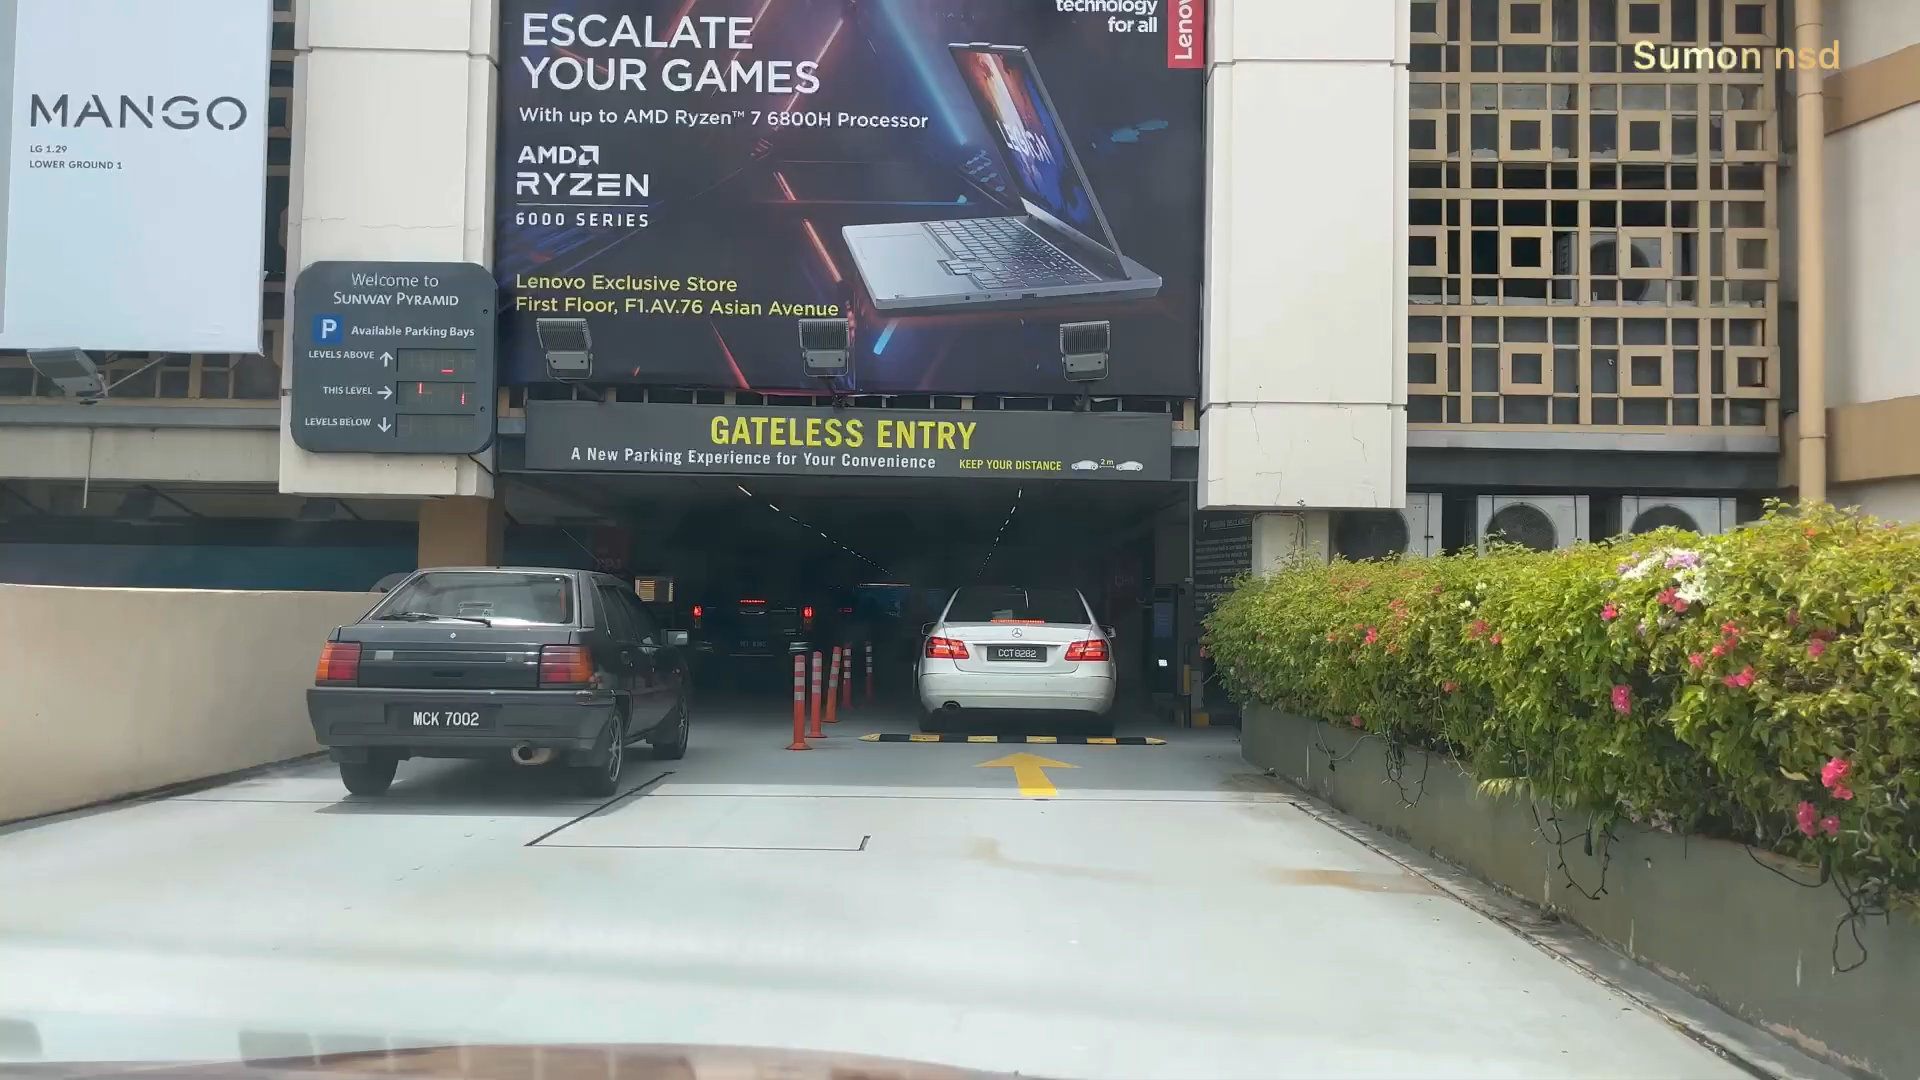 MANGO
LG 1.29
LOWER GROUND 1
ESCALATE
YOUR GAMES
With up to AMD Ryzen™ 7 6800H Processor
AMD
RYZEN
6000 SERIES
Lenovo Exclusive Store
First Floor, F1.AV.76 Asian Avenue
technology
for all
LEGION
Sumon nsd
Welcome to
SUNWAY PYRAMID
P Available Parking Bays
LEVELS ABOVE ↑
THIS LEVEL →
LEVELS BELOW ↓
GATELESS ENTRY
A New Parking Experience for Your Convenience
KEEP YOUR DISTANCE
2 m
MCK 7002
CCT 8282